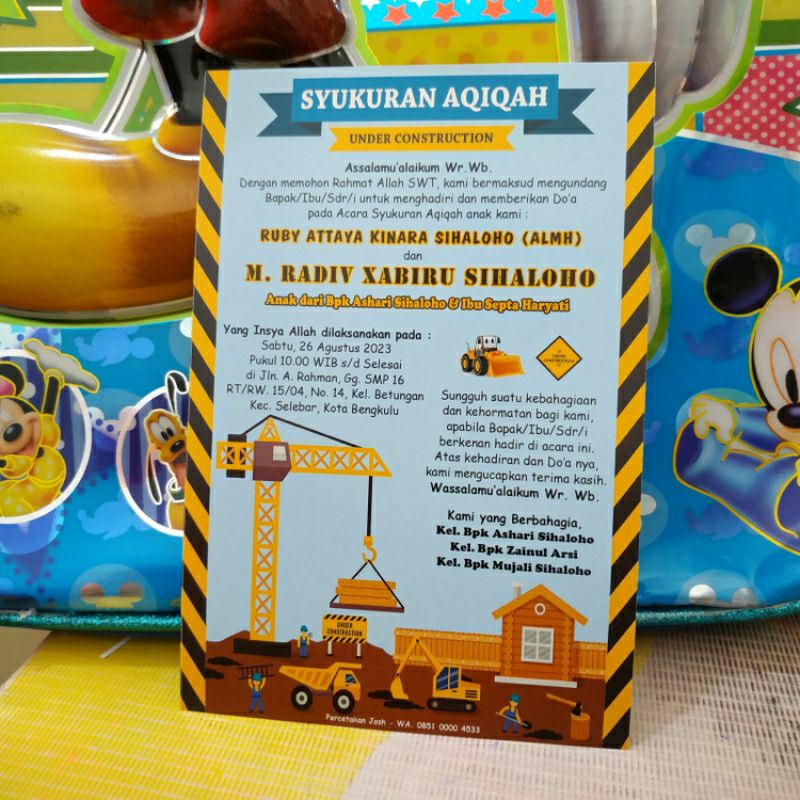 SYUKURAN AQIQAH
UNDER CONSTRUCTION
Assalamu'alaikum Wr.Wb.
Dengan memohon Rahmat Allah SWT, kami bermaksud mengundang
Bapak/Ibu/Sdr/i untuk menghadiri dan memberikan Do'a
pada Acara Syukuran Aqiqah anak kami :
RUBY ATTAYA KINARA SIHALOHO (ALMH)
dan
M. RADIV XABIRU SIHALOHO
Anak dari Bpk Ashari Sihaloho & Ibu Septa Haryati
Yang Insya Allah dilaksanakan pada :
Sabtu, 26 Agustus 2023
Pukul 10.00 WIB s/d Selesai
di Jln. A. Rahman, Gg. SMP 16
RT/RW. 15/04, No. 14, Kel. Betungan
Kec. Selebar, Kota Bengkulu
UNDER
CONSTRUCTION
Sungguh suatu kebahagiaan
dan kehormatan bagi kami,
apabila Bapak/Ibu/Sdr/i
berkenan hadir di acara ini.
Atas kehadiran dan Do'a nya,
kami mengucapkan terima kasih.
Wassalamu'alaikum Wr. Wb.
Kami yang Berbahagia,
Kel. Bpk Ashari Sihaloho
Kel. Bpk Zainul Arsi
Kel. Bpk Mujali Sihaloho
UNDER
CONSTRUCTION
Percetakan Josh - WA. 0851 0000 4533